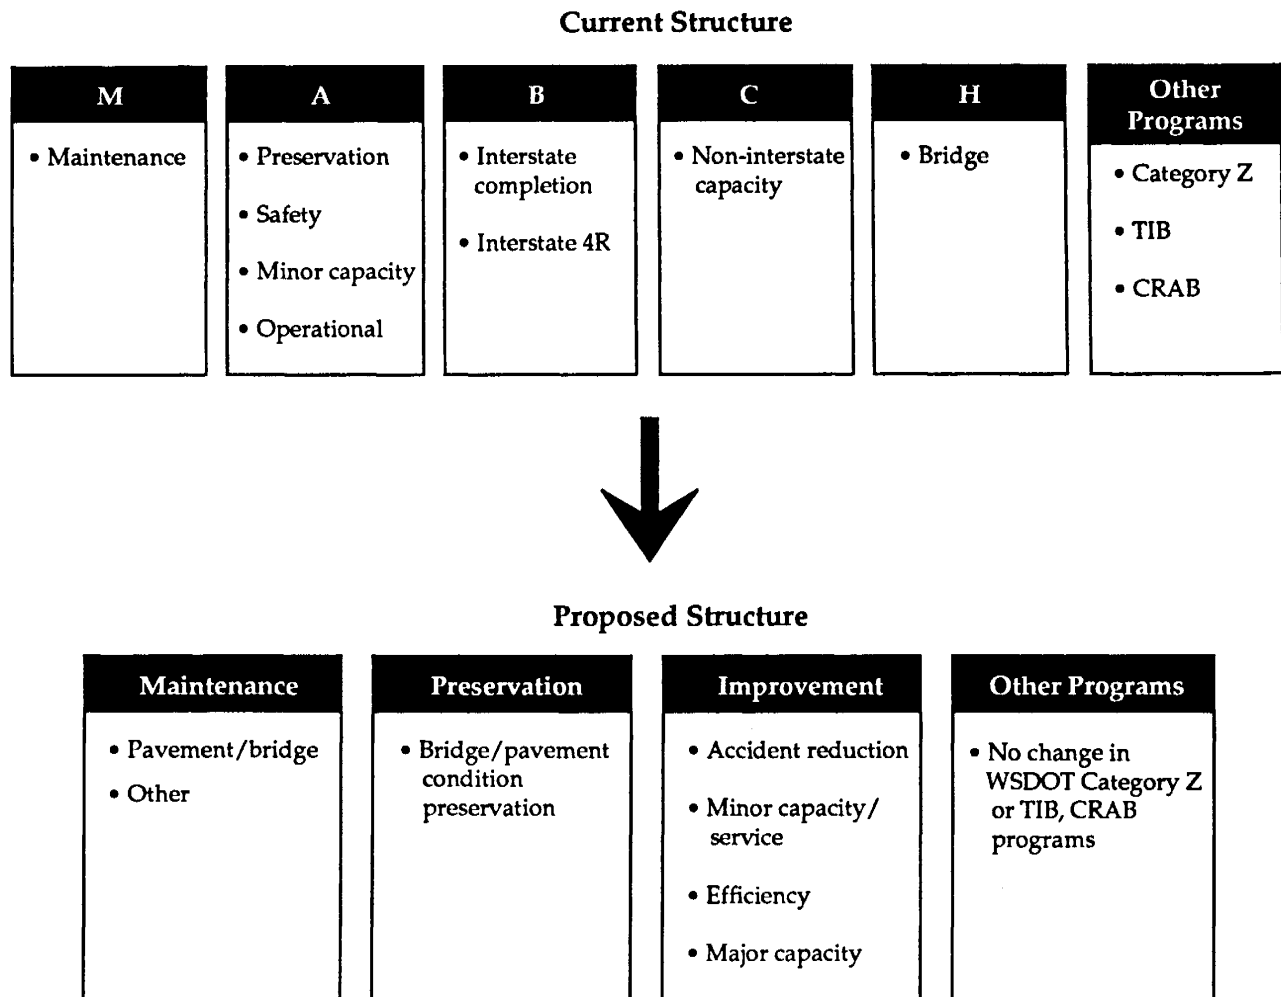 Current Structure
M
• Maintenance
A
• Preservation
• Safety
• Minor capacity
• Operational
B
• Interstate
completion
• Interstate 4R
C
• Non-interstate
capacity
H
• Bridge
Other
Programs
• Category Z
• TIB
• CRAB
Proposed Structure
Maintenance
• Pavement/bridge
• Other
Preservation
• Bridge/pavement
condition
preservation
Improvement
• Accident reduction
• Minor capacity/
service
• Efficiency
• Major capacity
Other Programs
• No change in
WSDOT Category Z
or TIB, CRAB
programs